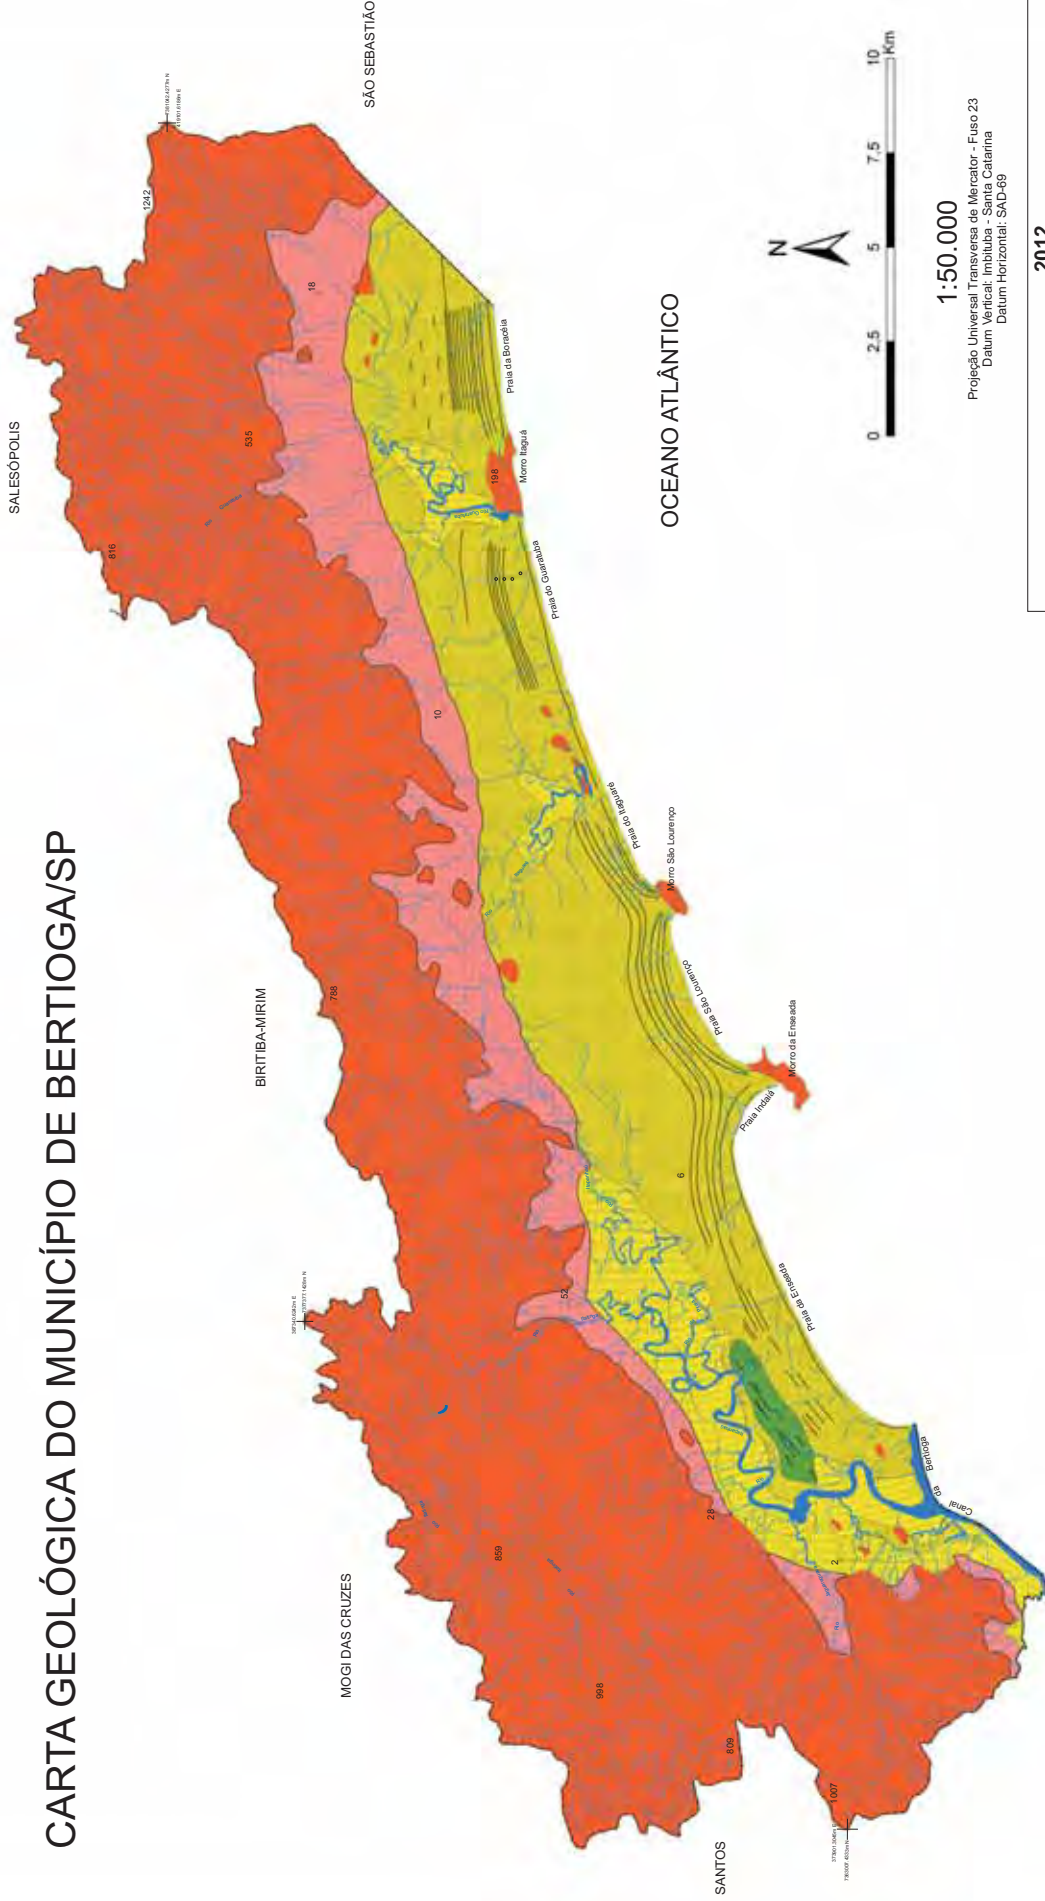 CARTA GEOLÓGICA DO MUNICÍPIO DE BERTIOGA/SP
SALESÓPOLIS
SÃO SEBASTIÃO
BIRITIBA-MIRIM
MOGI DAS CRUZES
SANTOS
1242
816
535
18
788
10
198
859
52
998
28
6
809
2
1007
Praia da Boracéia
Morro Itaguá
Praia do Guaratuba
Praia do Itaguaré
Morro São Lourenço
Praia São Lourenço
Morro da Enseada
Praia Indaiá
Praia da Enseada
Canal
da
Bertioga
OCEANO ATLÂNTICO
N
0
2,5
5
7,5
10
Km
1:50.000
Projeção Universal Transversa de Mercator - Fuso 23
Datum Vertical: Imbituba - Santa Catarina
Datum Horizontal: SAD-69
2012